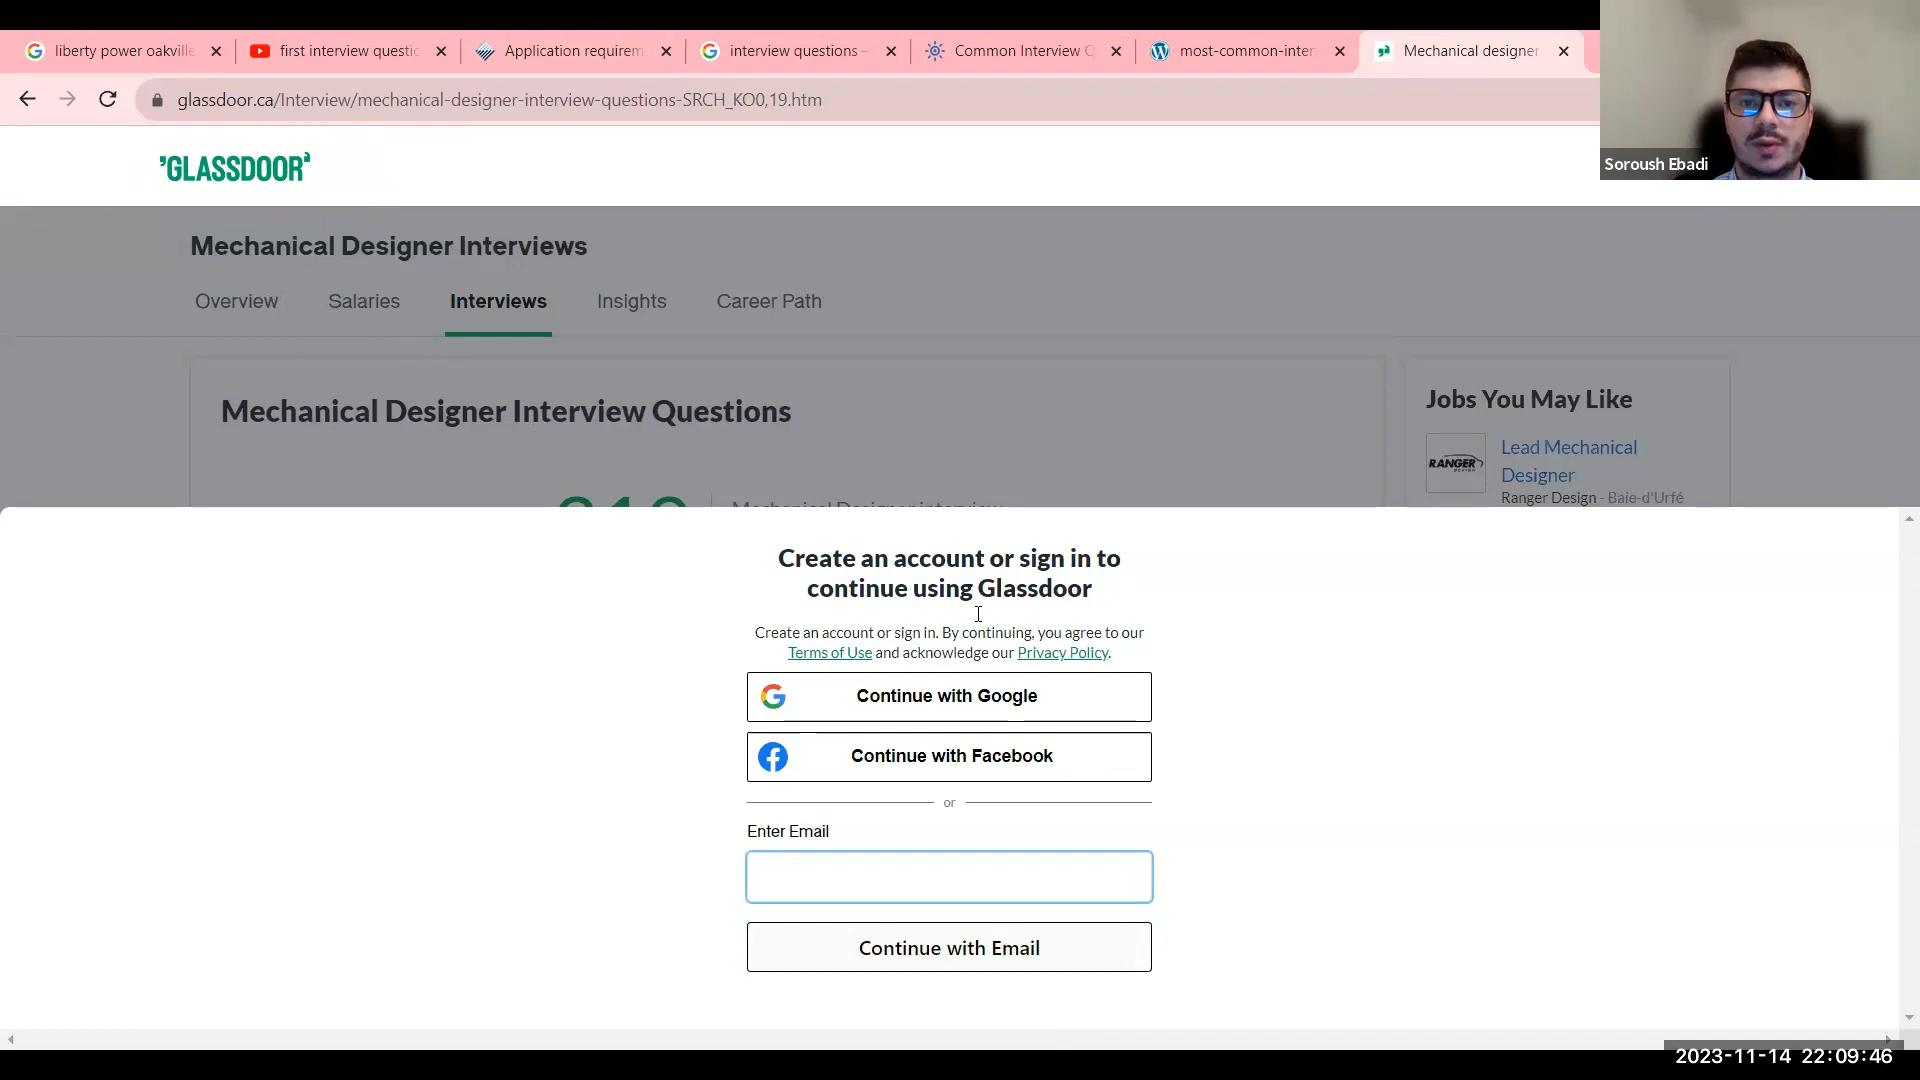 liberty power oakville
first interview questic
Application requirem
interview questions -
Common Interview Q
most-common-inter
Mechanical designer
glassdoor.ca/Interview/mechanical-designer-interview-questions-SRCH_KO0,19.htm
Soroush Ebadi
GLASSDOOR
Mechanical Designer Interviews
Overview
Salaries
Interviews
Insights
Career Path
Mechanical Designer Interview Questions
Jobs You May Like
RANGER
DESIGN
Lead Mechanical
Designer
Ranger Design - Baie-d'Urfé
Mechanical Designer interview
Create an account or sign in to
continue using Glassdoor
Create an account or sign in. By continuing, you agree to our
Terms of Use and acknowledge our Privacy Policy.
Continue with Google
Continue with Facebook
or
Enter Email
Continue with Email
2023-11-14 22:09:46